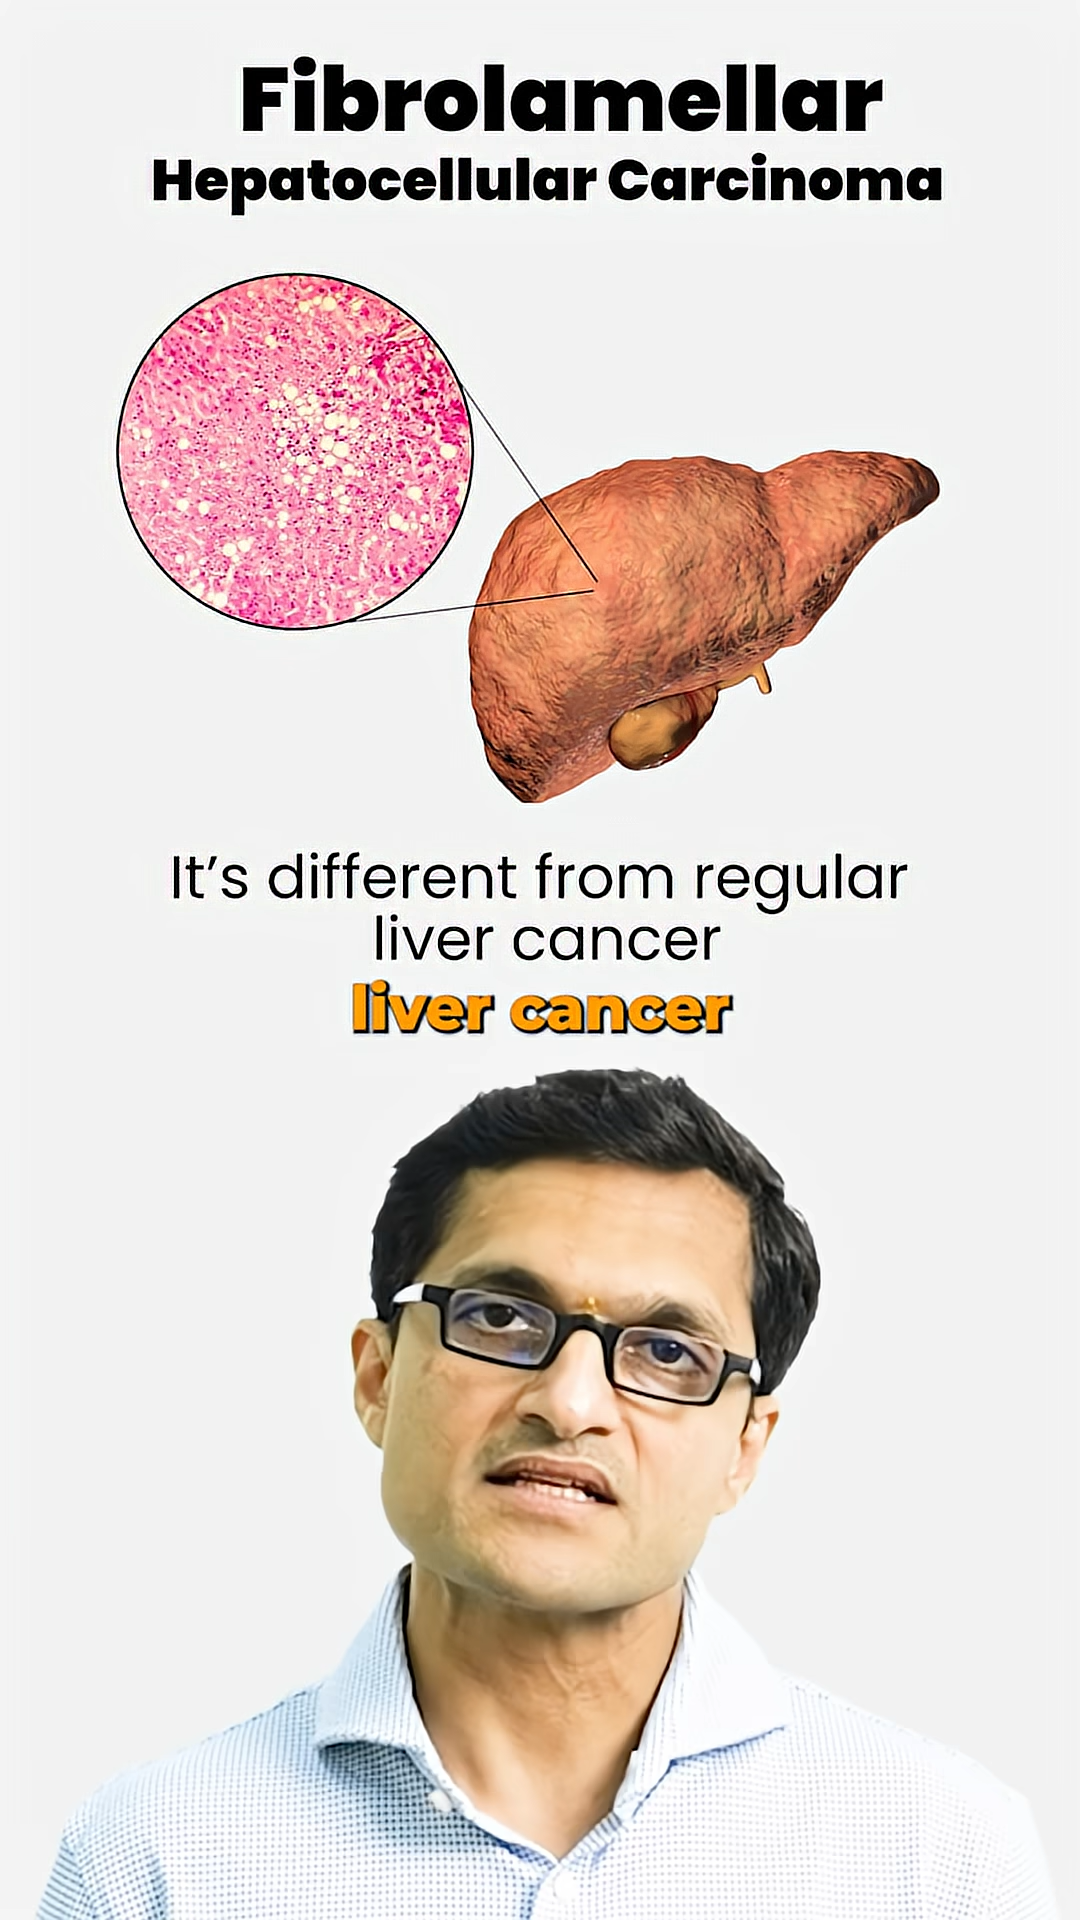 Fibrolamellar
Hepatocellular Carcinoma
It’s different from regular
liver cancer
liver cancer